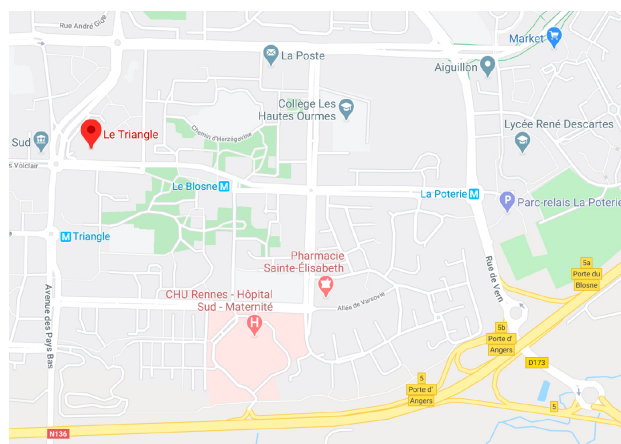 Rue André Gide
La Poste
Market
Aiguillon
Collège Les
Hautes Ourmes
Chemin d'Herzégovine
Lycée René Descartes
Le Triangle
Sud
s Volclair
Le Blosne M
La Poterie M
Parc-relais La Poterie
M Triangle
Pharmacie
Sainte-Élisabeth
Rue de Vern
5a
Porte du
Blosne
CHU Rennes - Hôpital
Sud - Maternité
H
Allée de Varsovie
Avenue des Pays Bas
5b
Porte d'
Angers
D173
5
Porte d'
Angers
5
N136